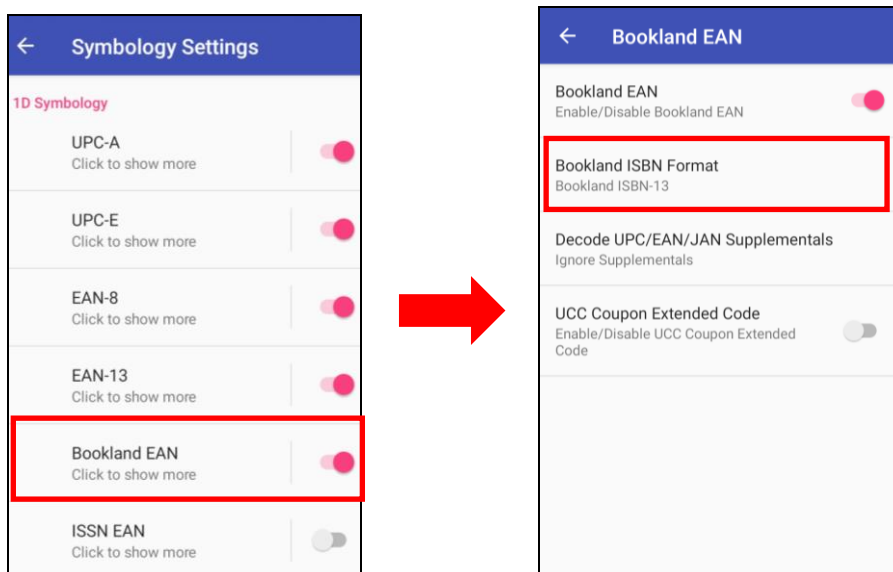 Symbology Settings
1D Symbology
UPC-A
Click to show more
UPC-E
Click to show more
EAN-8
Click to show more
EAN-13
Click to show more
Bookland EAN
Click to show more
ISSN EAN
Click to show more
Bookland EAN
Bookland EAN
Enable/Disable Bookland EAN
Bookland ISBN Format
Bookland ISBN-13
Decode UPC/EAN/JAN Supplementals
Ignore Supplementals
UCC Coupon Extended Code
Enable/Disable UCC Coupon Extended
Code